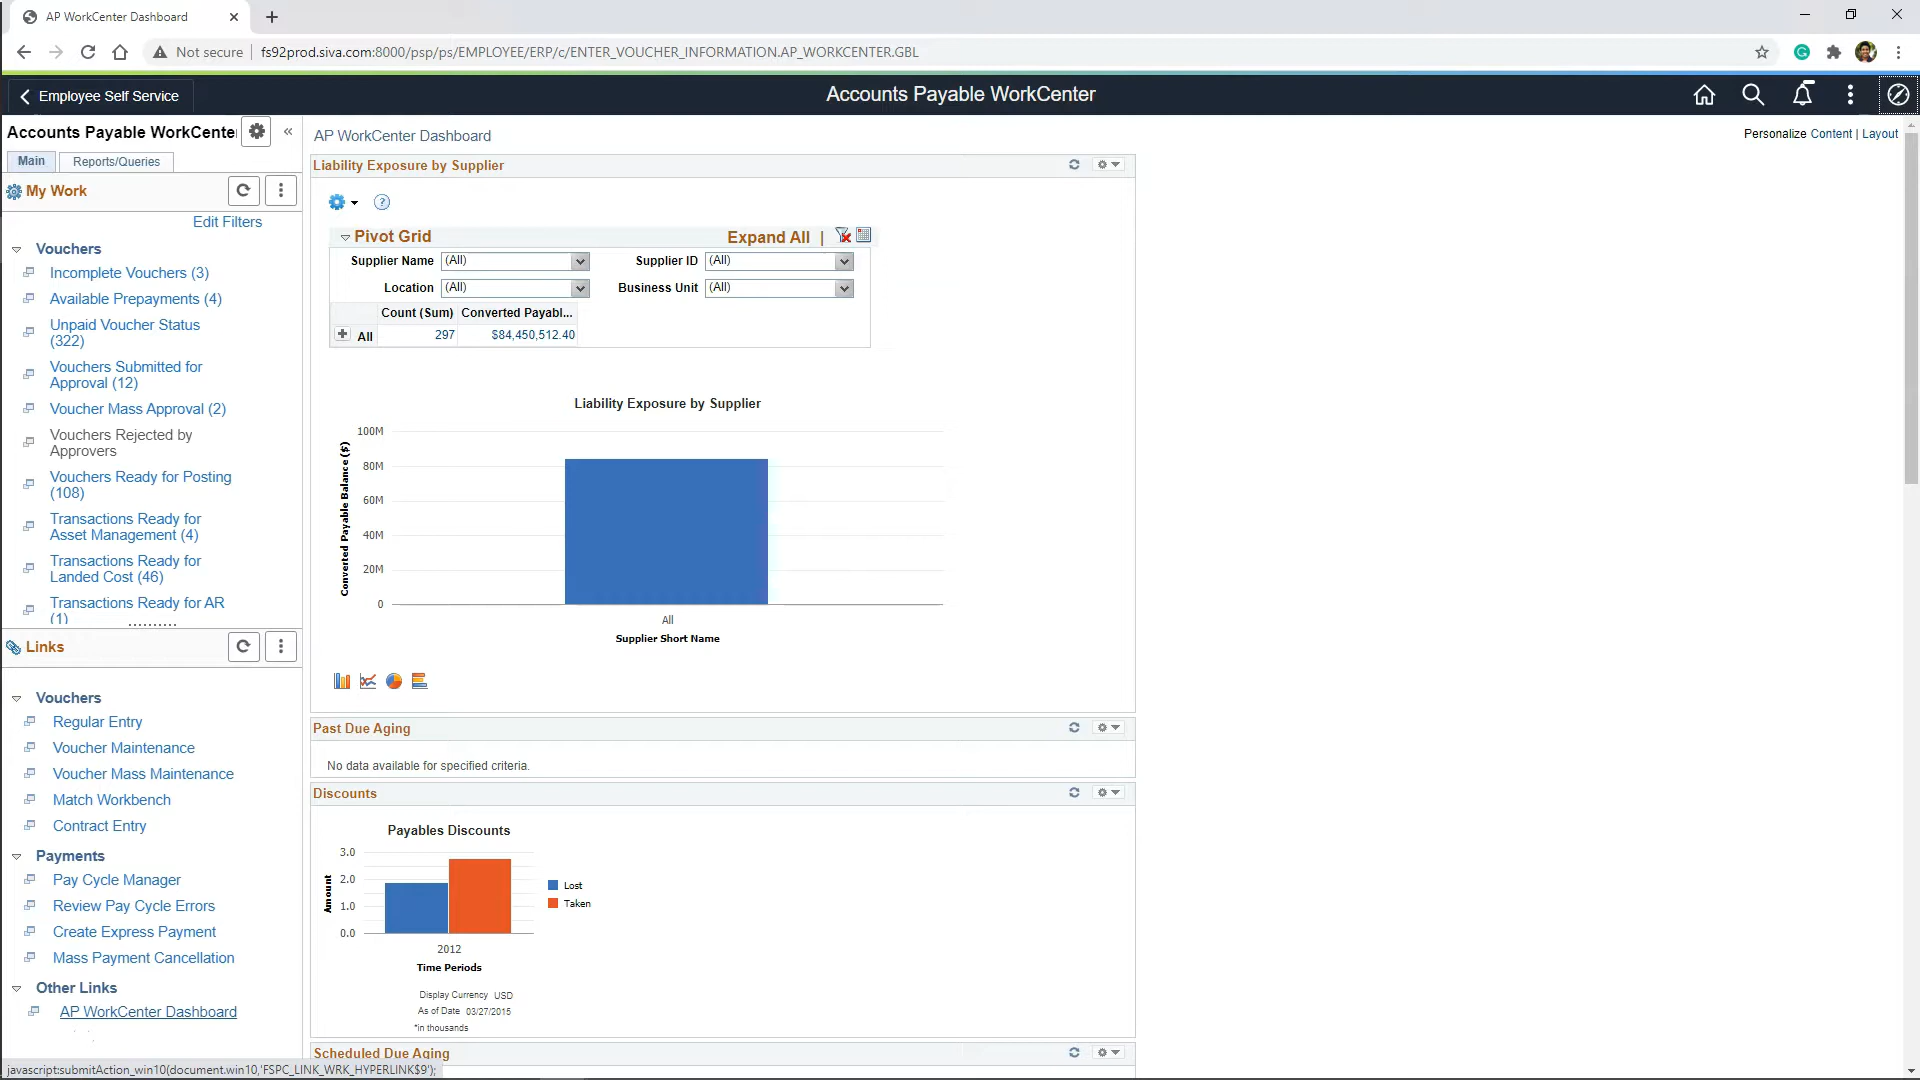 AP WorkCenter Dashboard
Not secure fs92prod.siva.com:8000/psp/ps/EMPLOYEE/ERP/c/ENTER_VOUCHER_INFORMATION.AP_WORKCENTER.GBL
Employee Self Service
Accounts Payable WorkCenter
Accounts Payable WorkCente
Main Reports/Queries
My Work
Edit Filters
Vouchers
Incomplete Vouchers (3)
Available Prepayments (4)
Unpaid Voucher Status
(322)
Vouchers Submitted for
Approval (12)
Voucher Mass Approval (2)
Vouchers Rejected by
Approvers
Vouchers Ready for Posting
(108)
Transactions Ready for
Asset Management (4)
Transactions Ready for
Landed Cost (46)
Transactions Ready for AR
(1)
Links
Vouchers
Regular Entry
Voucher Maintenance
Voucher Mass Maintenance
Match Workbench
Contract Entry
Payments
Pay Cycle Manager
Review Pay Cycle Errors
Create Express Payment
Mass Payment Cancellation
Other Links
AP WorkCenter Dashboard
javascript:submitAction_win10(document.win10,'FSPC_LINK_WRK_HYPERLINK$9');
AP WorkCenter Dashboard
Personalize Content | Layout
Liability Exposure by Supplier
Pivot Grid Expand All |
Supplier Name (All) Supplier ID (All)
Location (All) Business Unit (All)
Count (Sum) Converted Payabl...
All 297 $84,450,512.40
Liability Exposure by Supplier
Converted Payable Balance ($)
100M
80M
60M
40M
20M
0
All
Supplier Short Name
Past Due Aging
No data available for specified criteria.
Discounts
Payables Discounts
Amount
3.0
2.0
1.0
0.0
Lost
Taken
2012
Time Periods
Display Currency USD
As of Date 03/27/2015
*in thousands
Scheduled Due Aging